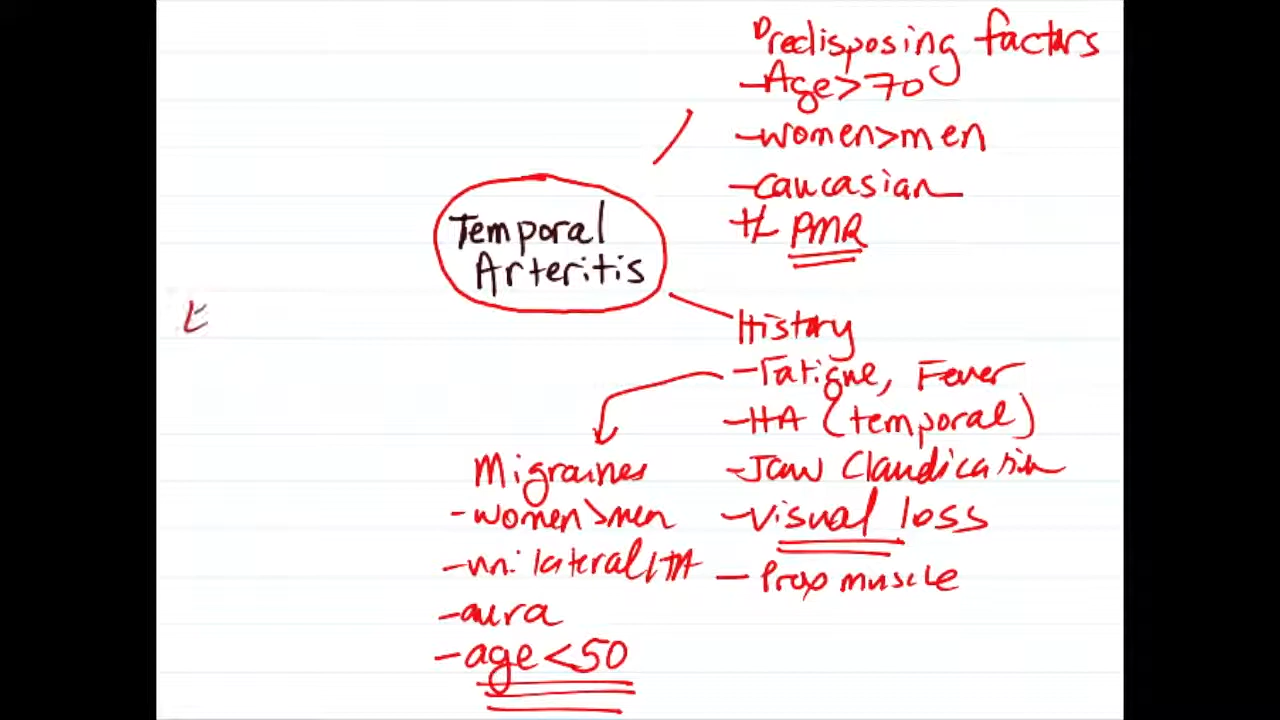 Temporal
Arteritis
Predisposing factors
-Age>70
-women>men
-caucasian
+/- PMR
History
-Fatigue, Fever
-HA (temporal)
-Jaw Claudication
-Visual loss
- Prox muscle
Migraines
-women>men
-unilateral HA
-aura
-age<50